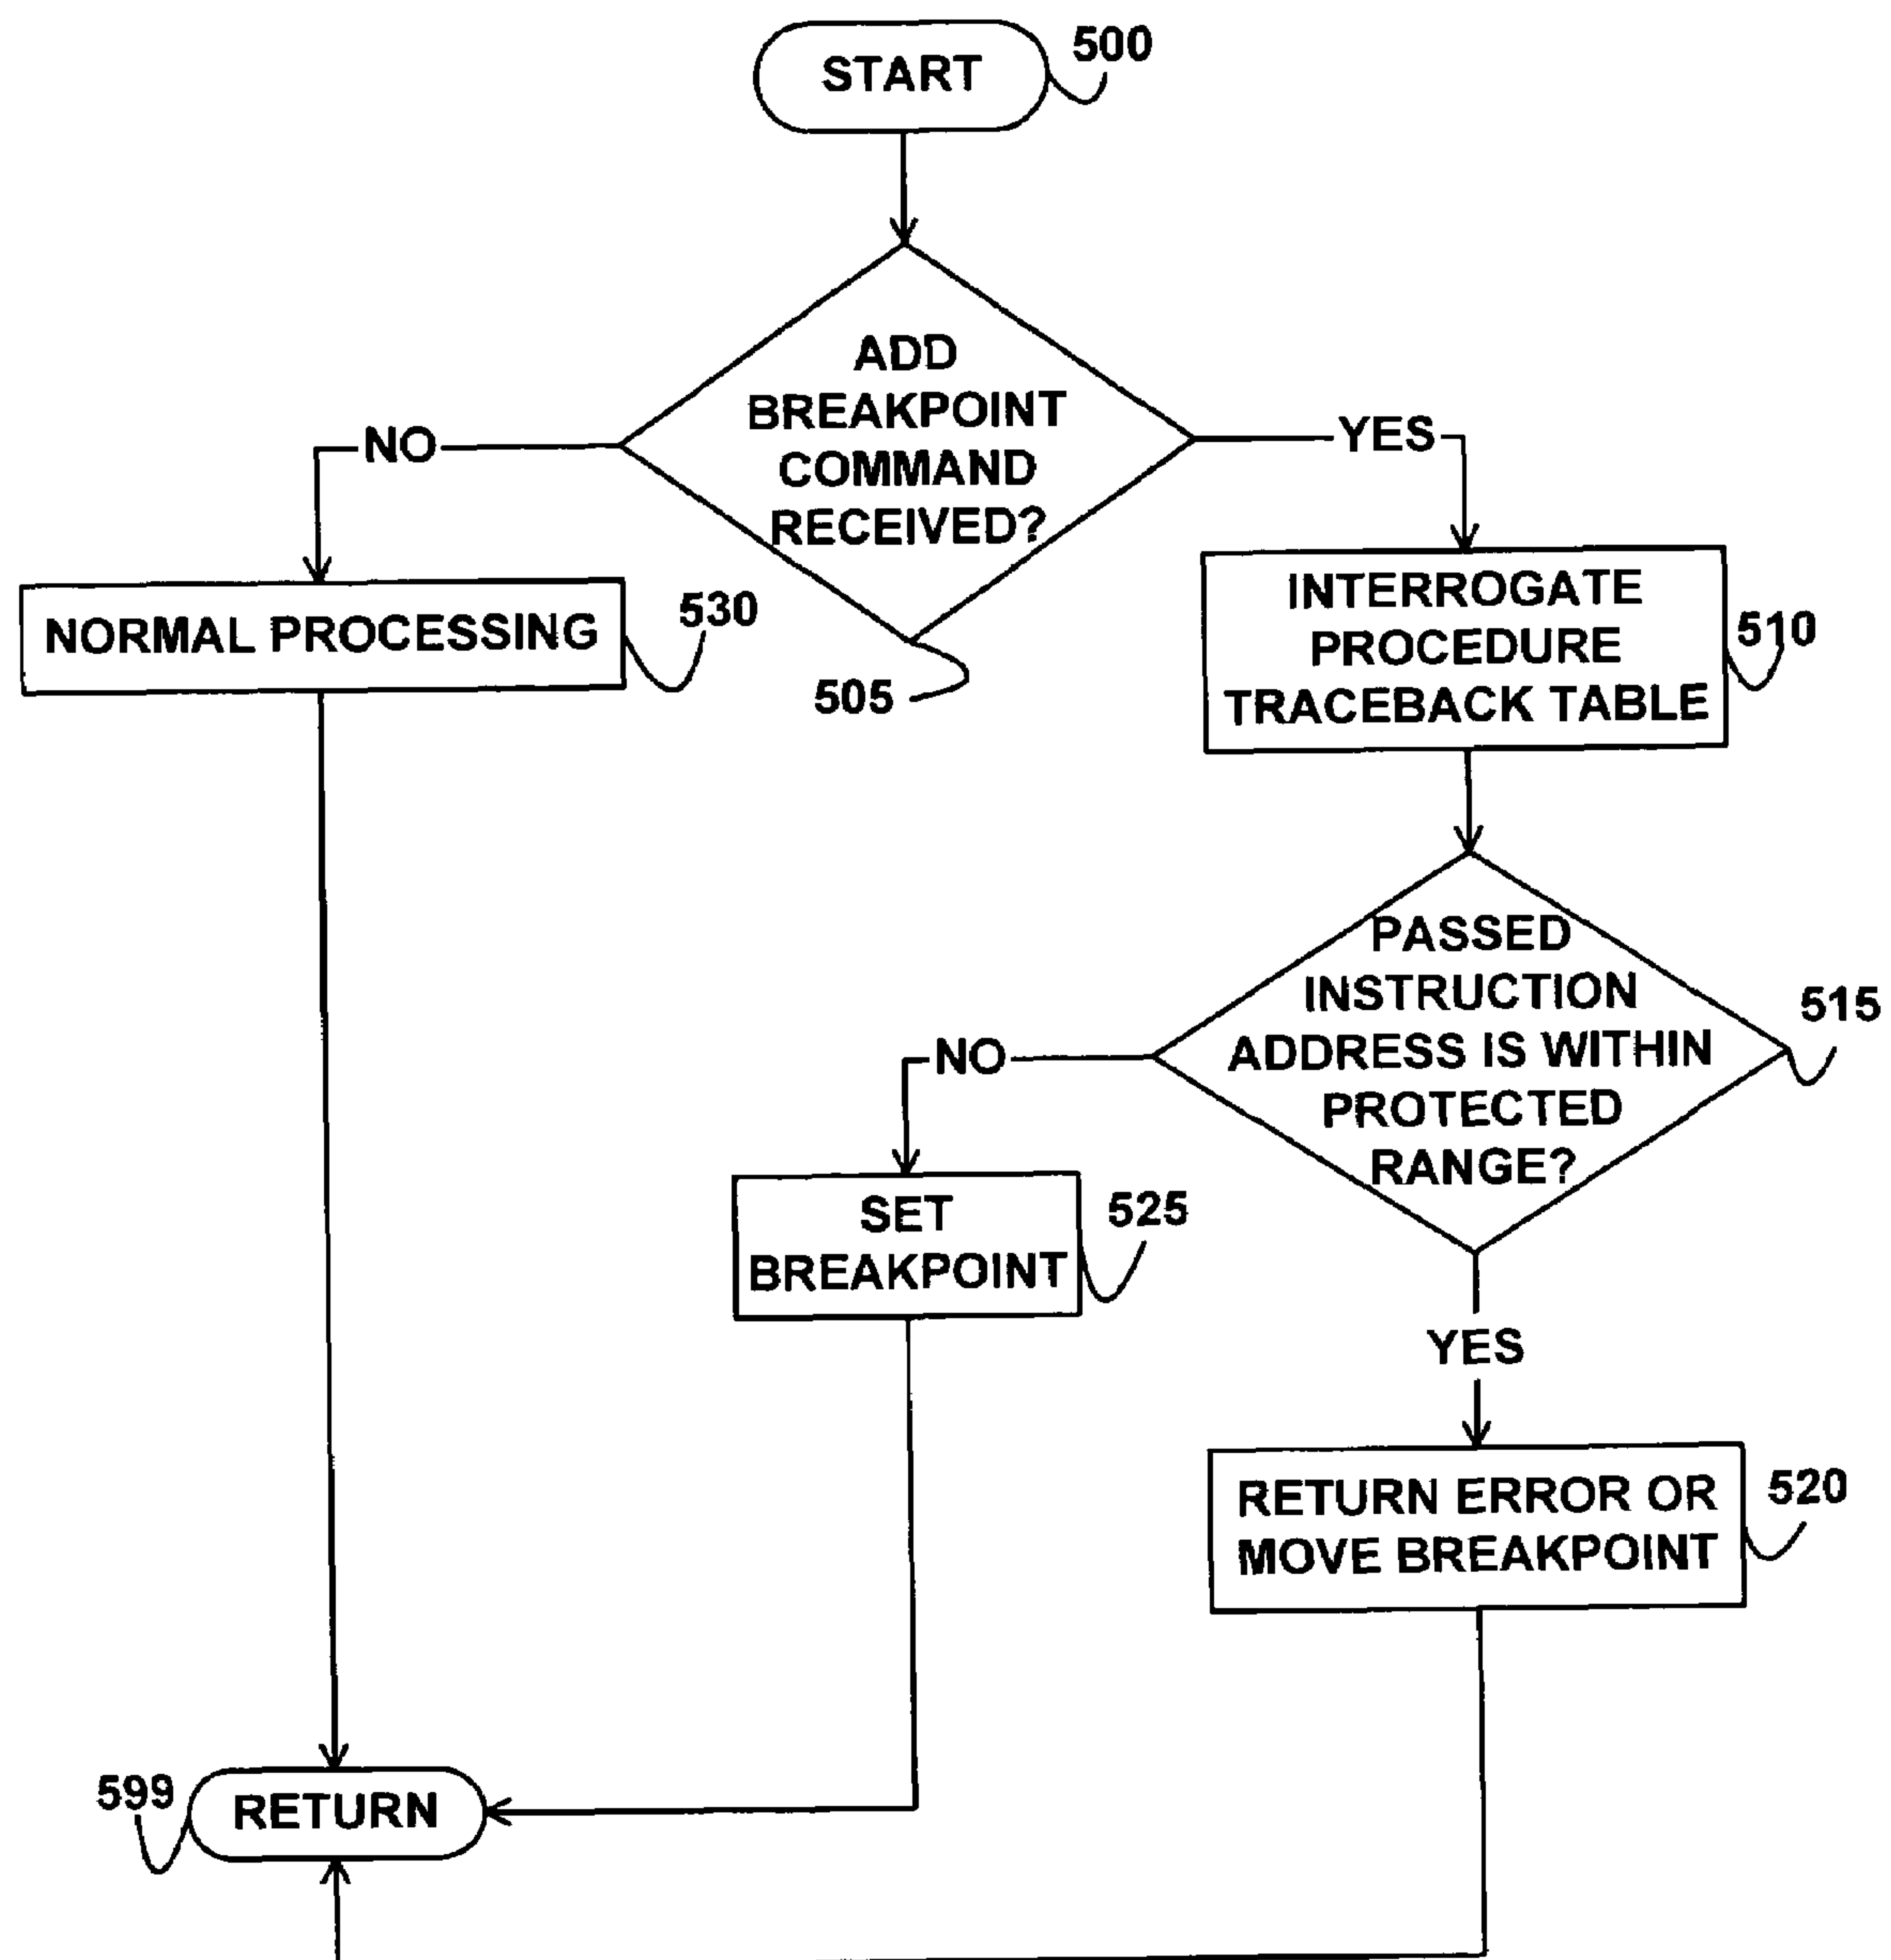 START
500
ADD
BREAKPOINT
COMMAND
RECEIVED?
505
NO
YES
NORMAL PROCESSING
530
INTERROGATE
PROCEDURE
TRACEBACK TABLE
510
PASSED
INSTRUCTION
ADDRESS IS WITHIN
PROTECTED
RANGE?
515
NO
SET
BREAKPOINT
525
YES
RETURN ERROR OR
MOVE BREAKPOINT
520
599
RETURN